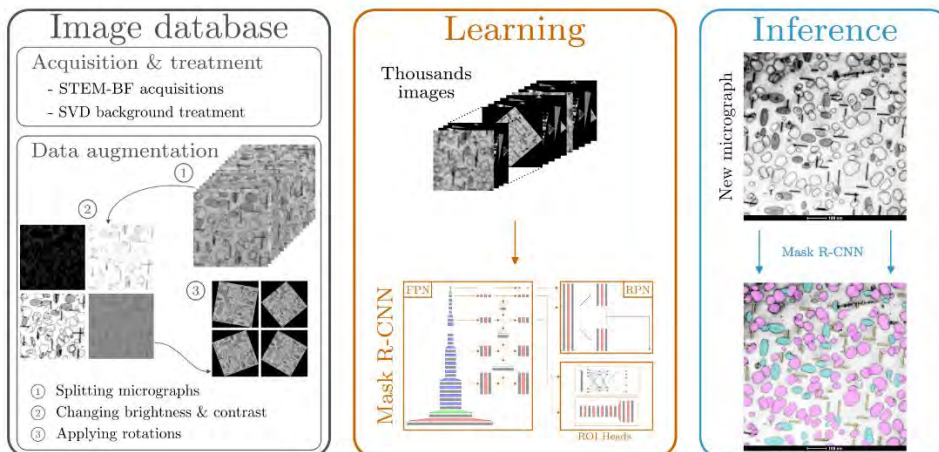 Image database
Acquisition & treatment
- STEM-BF acquisitions
- SVD background treatment
Data augmentation
1
2
3
1 Splitting micrographs
2 Changing brightness & contrast
3 Applying rotations
Learning
Thousands
images
Mask R-CNN
FPN
RPN
ROI Heads
Inference
New micrograph
100 nm
Mask R-CNN
100 nm